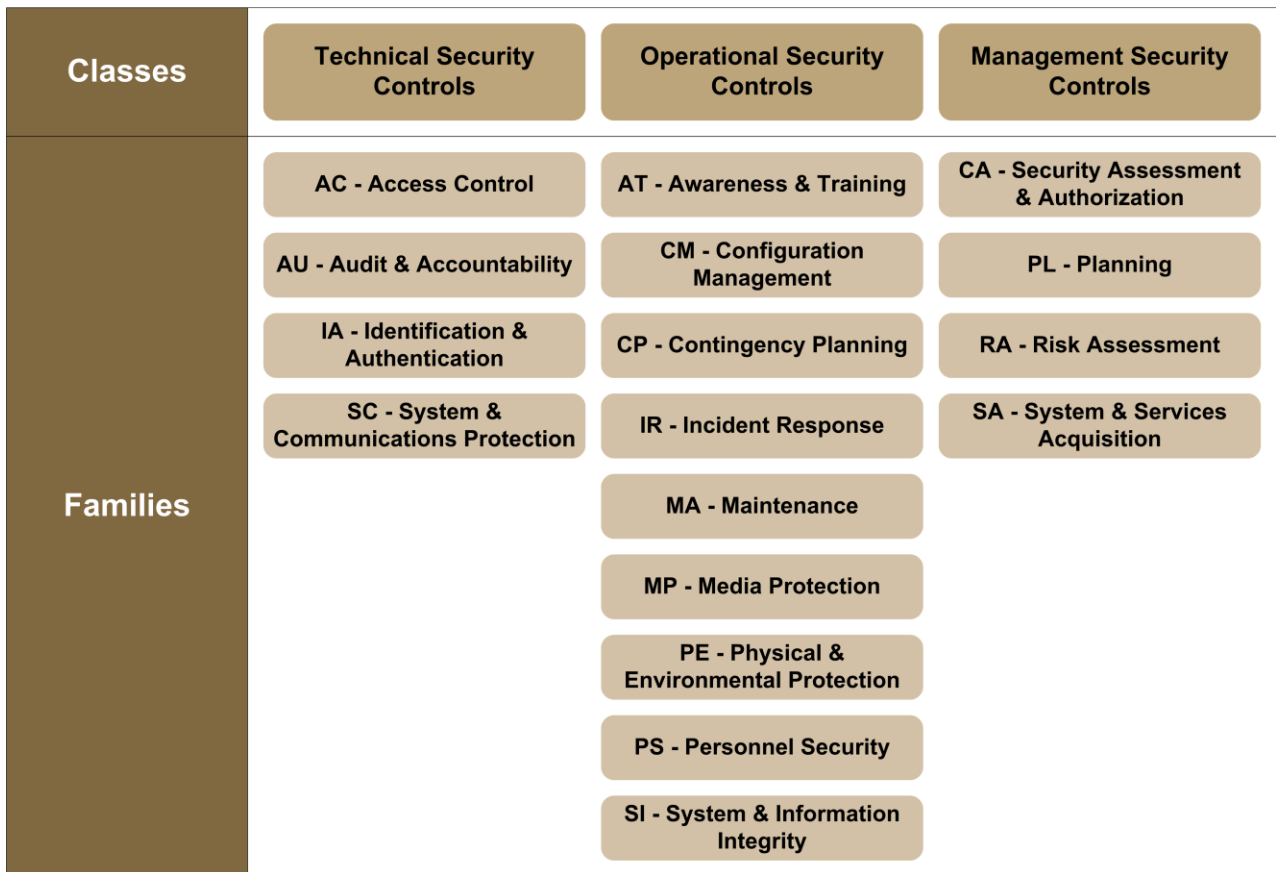 Classes
Technical Security
Controls
Operational Security
Controls
Management Security
Controls
Families
AC - Access Control
AU - Audit & Accountability
IA - Identification &
Authentication
SC - System &
Communications Protection
AT - Awareness & Training
CM - Configuration
Management
CP - Contingency Planning
IR - Incident Response
MA - Maintenance
MP - Media Protection
PE - Physical &
Environmental Protection
PS - Personnel Security
SI - System & Information
Integrity
CA - Security Assessment
& Authorization
PL - Planning
RA - Risk Assessment
SA - System & Services
Acquisition